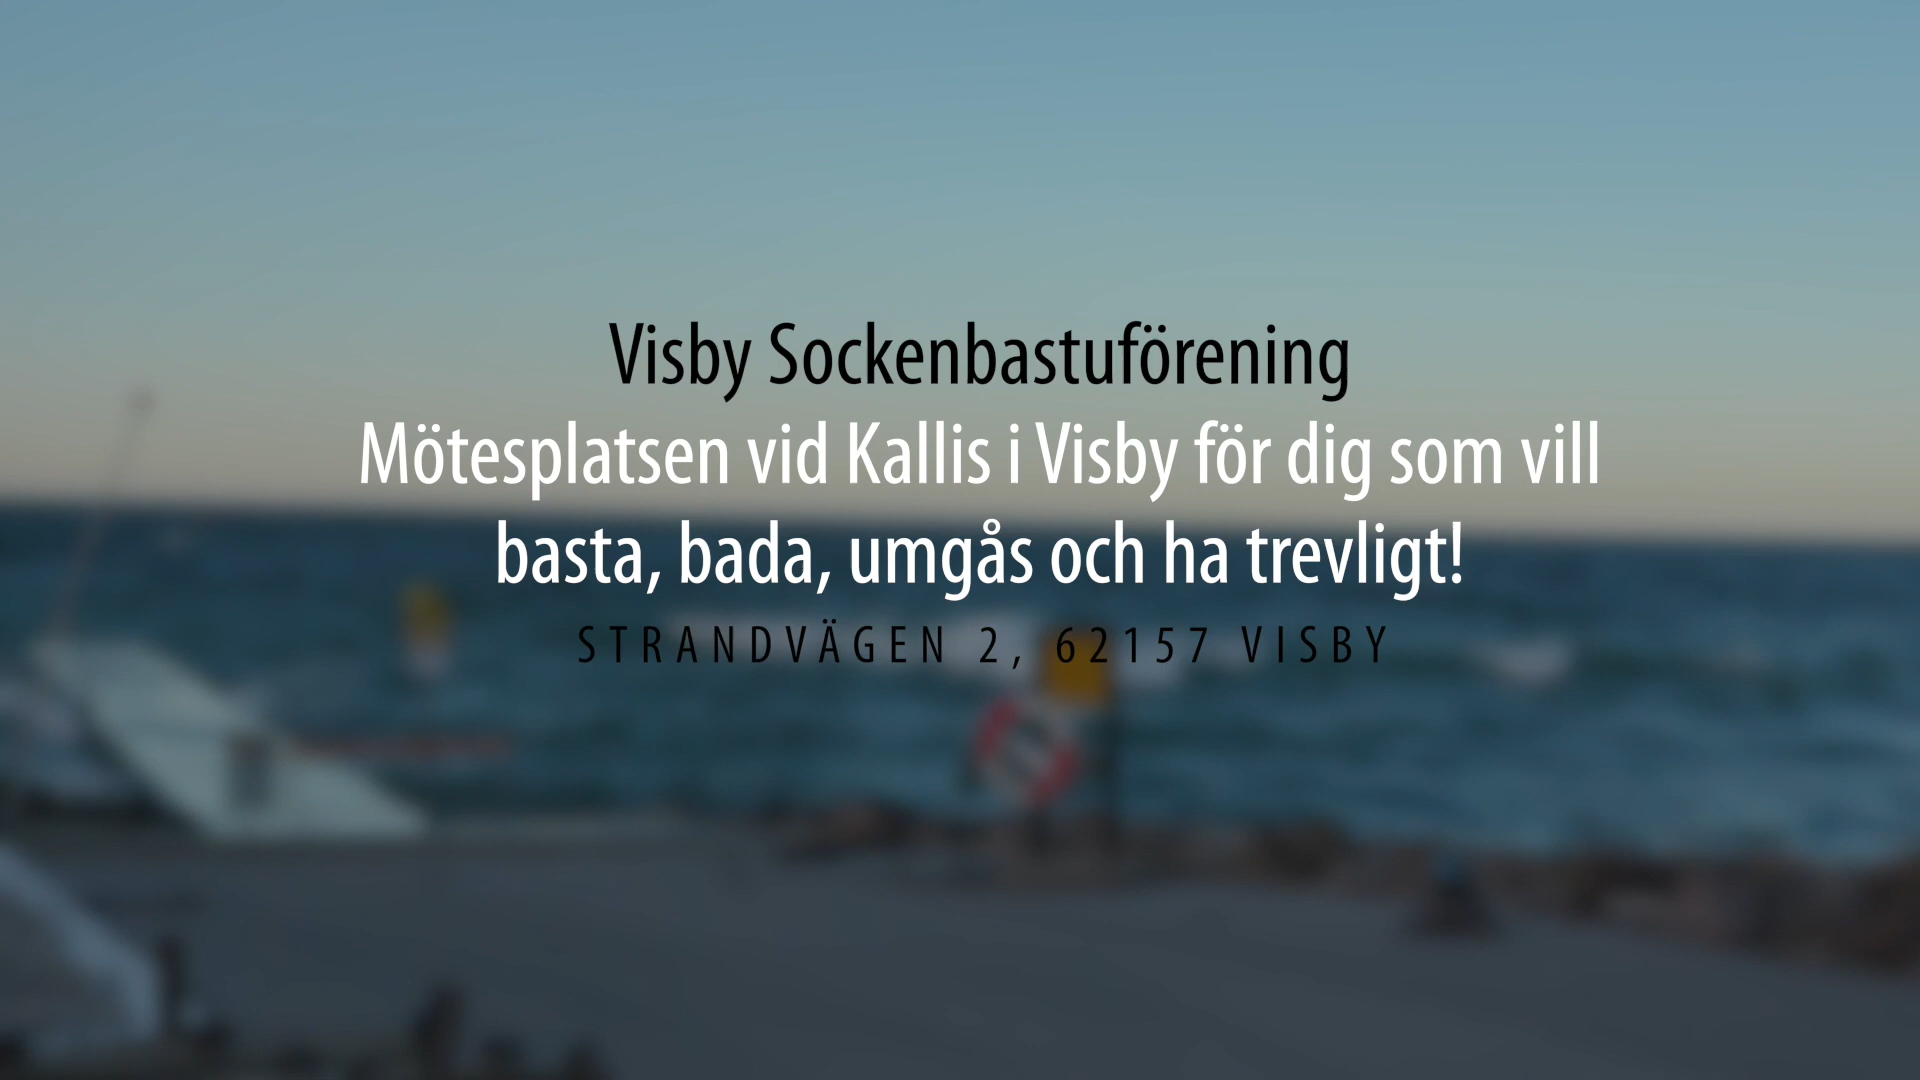 Visby Sockenbastuförening
Mötesplatsen vid Kallis i Visby för dig som vill
basta, bada, umgås och ha trevligt!
STRANDVÄGEN 2, 62157 VISBY